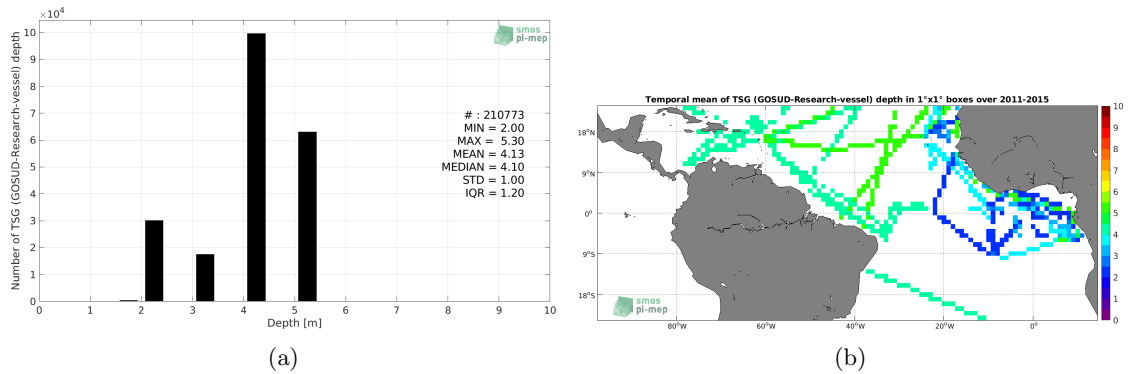 ×10⁴
10
9
8
7
6
5
4
3
2
1
0
Number of TSG (GOSUD-Research-vessel) depth
smos
pi-mep
# : 210773
MIN = 2.00
MAX = 5.30
MEAN = 4.13
MEDIAN = 4.10
STD = 1.00
IQR = 1.20
0 1 2 3 4 5 6 7 8 9 10
Depth [m]
(a)
Temporal mean of TSG (GOSUD-Research-vessel) depth in 1°x1° boxes over 2011-2015
18°N
9°N
0°
9°S
18°S
smos
pi-mep
80°W 60°W 40°W 20°W 0°
10
9
8
7
6
5
4
3
2
1
0
(b)